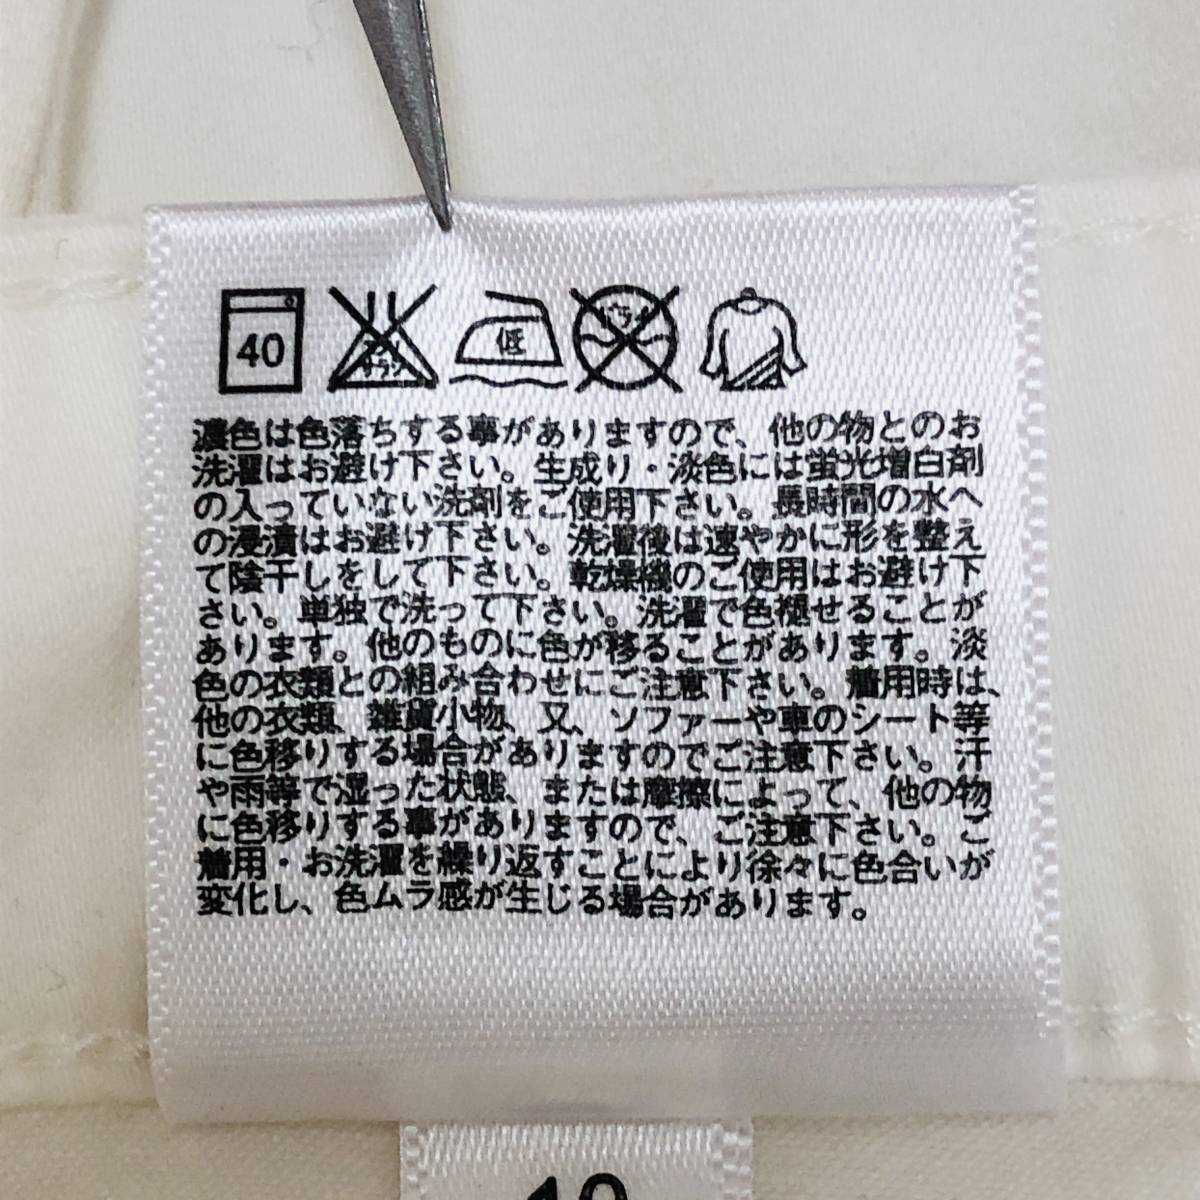 40
エンソ サラシ
低
ドライ
濃色は色落ちする事がありますので、他の物とのお
洗濯はお避け下さい。生成り・淡色には蛍光増白剤
の入っていない洗剤をご使用下さい。長時間の水へ
の浸漬はお避け下さい。洗濯後は速やかに形を整え
て陰干しをして下さい。乾燥機のご使用はお避け下
さい。単独で洗って下さい。洗濯で色褪せることが
あります。他のものに色が移ることがあります。淡
色の衣類との組み合わせにご注意下さい。着用時は、
他の衣類、雑貨小物、又、ソファーや車のシート等
に色移りする場合がありますのでご注意下さい。汗
や雨等で湿った状態、または摩擦によって、他の物
に色移りする事がありますので、ご注意下さい。ご
着用・お洗濯を繰り返すことにより徐々に色合いが
変化し、色ムラ感が生じる場合があります。